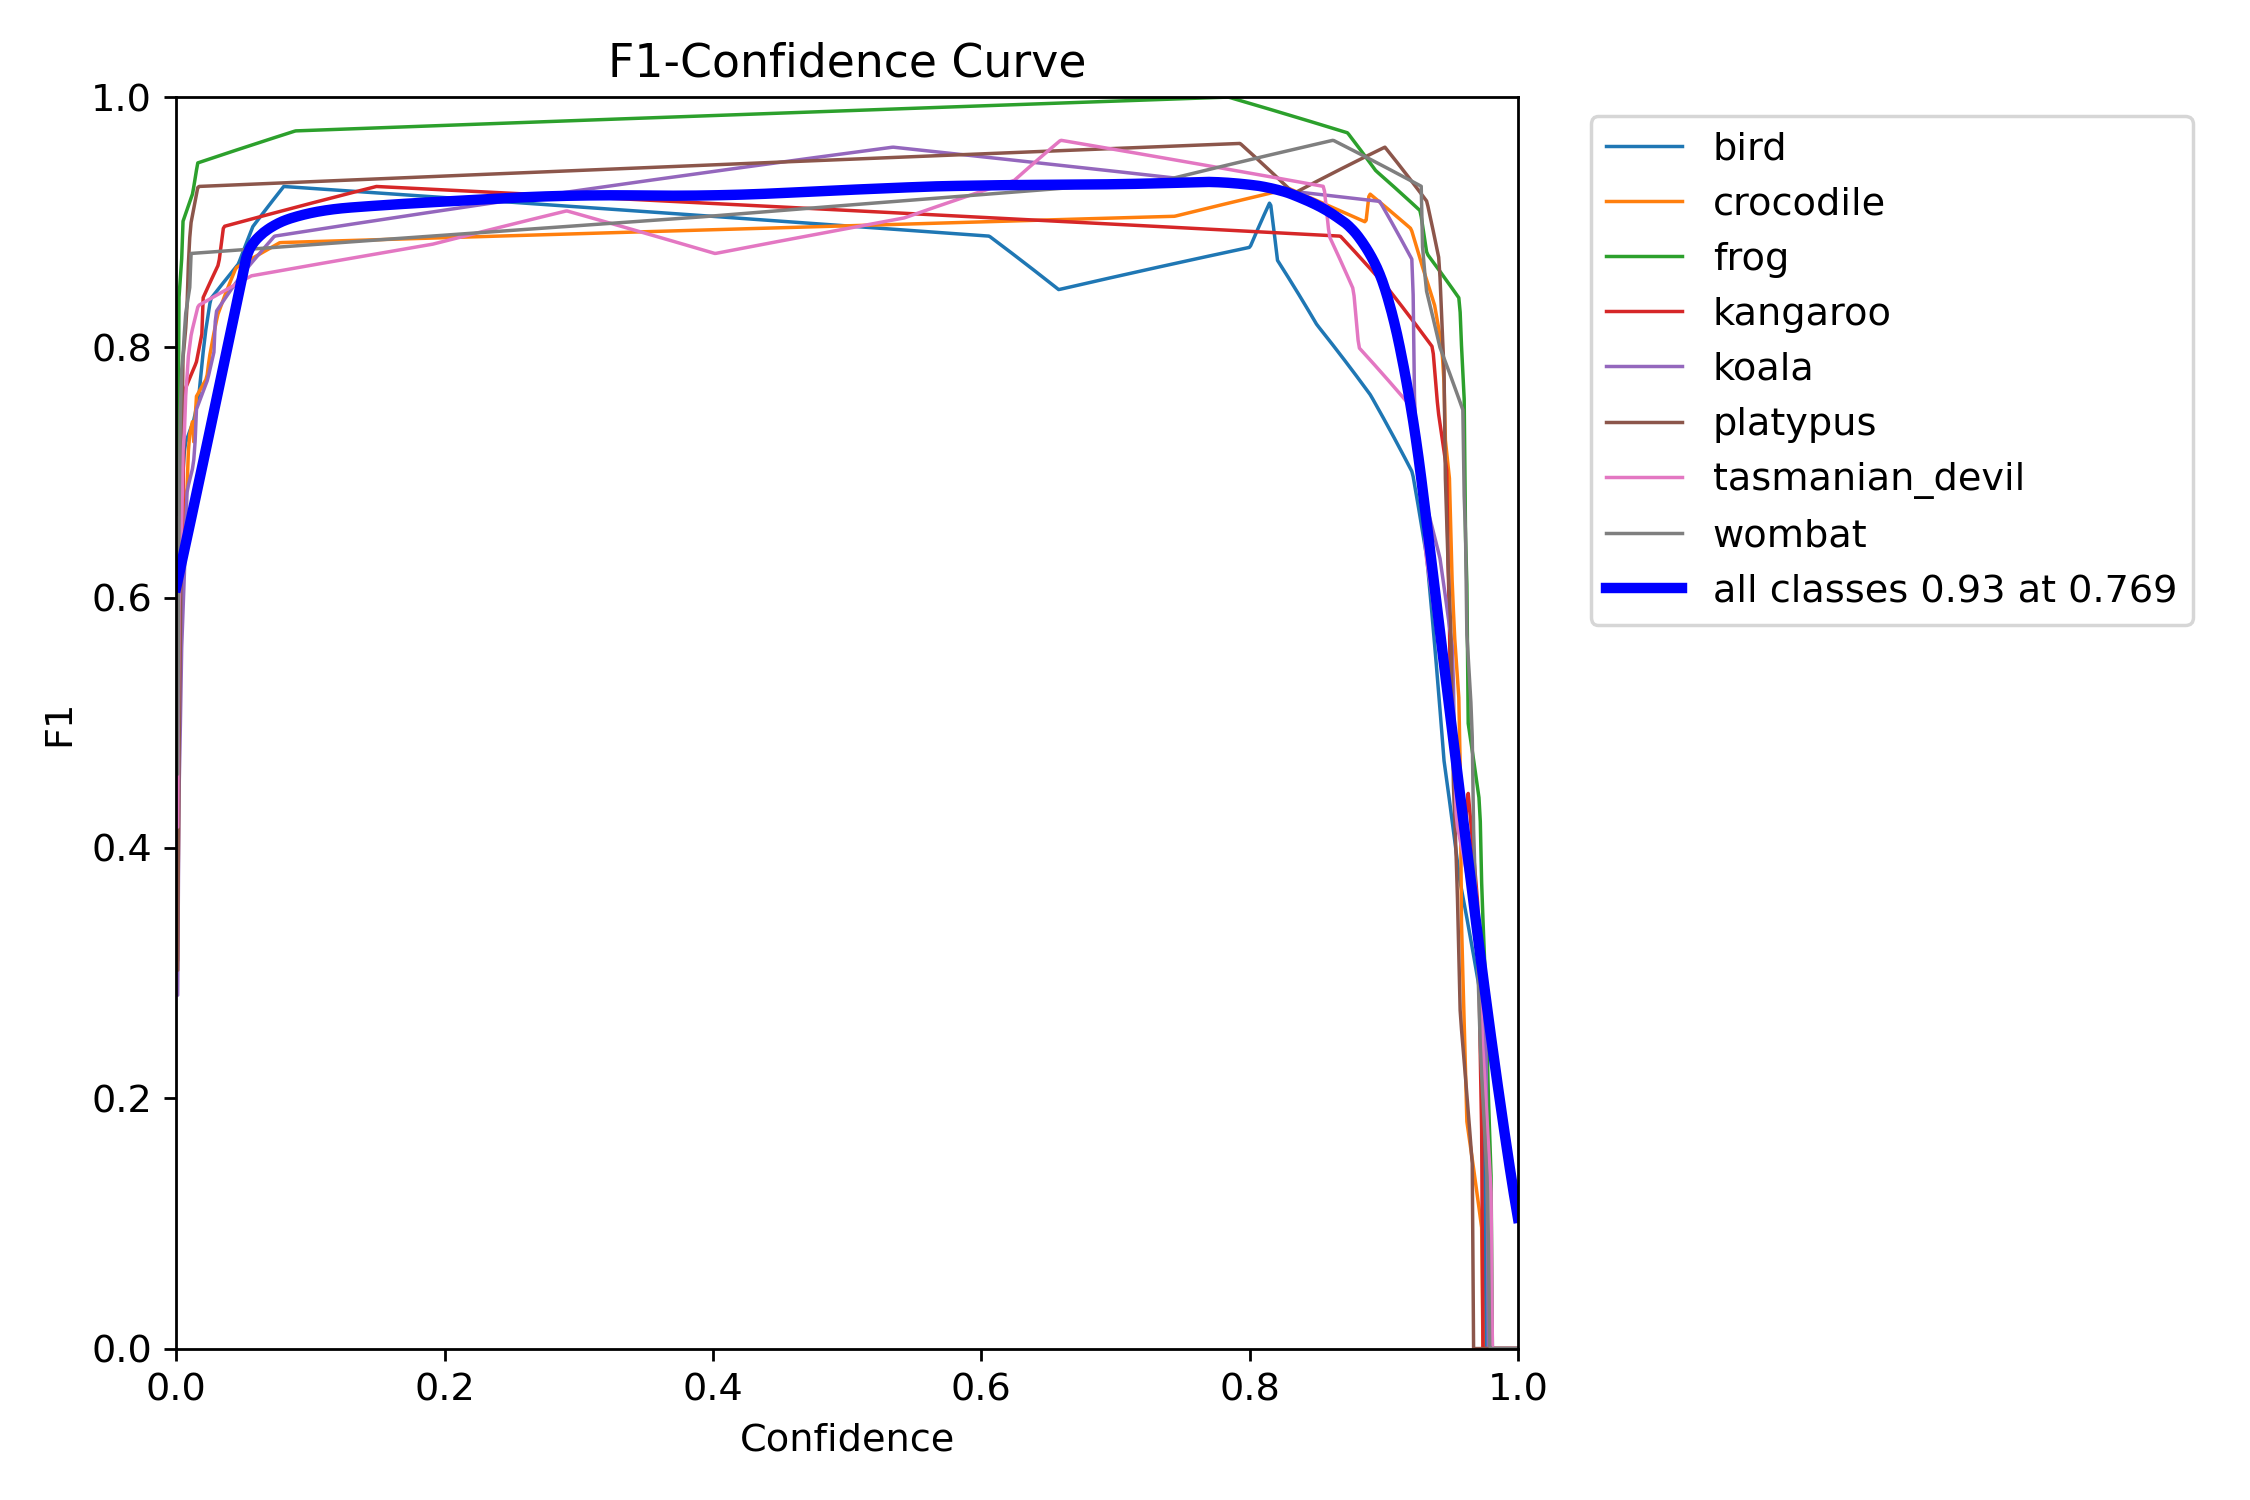 F1-Confidence Curve
1.0
0.8
0.6
0.4
0.2
0.0
F1
0.0 0.2 0.4 0.6 0.8 1.0
Confidence
bird
crocodile
frog
kangaroo
koala
platypus
tasmanian_devil
wombat
all classes 0.93 at 0.769